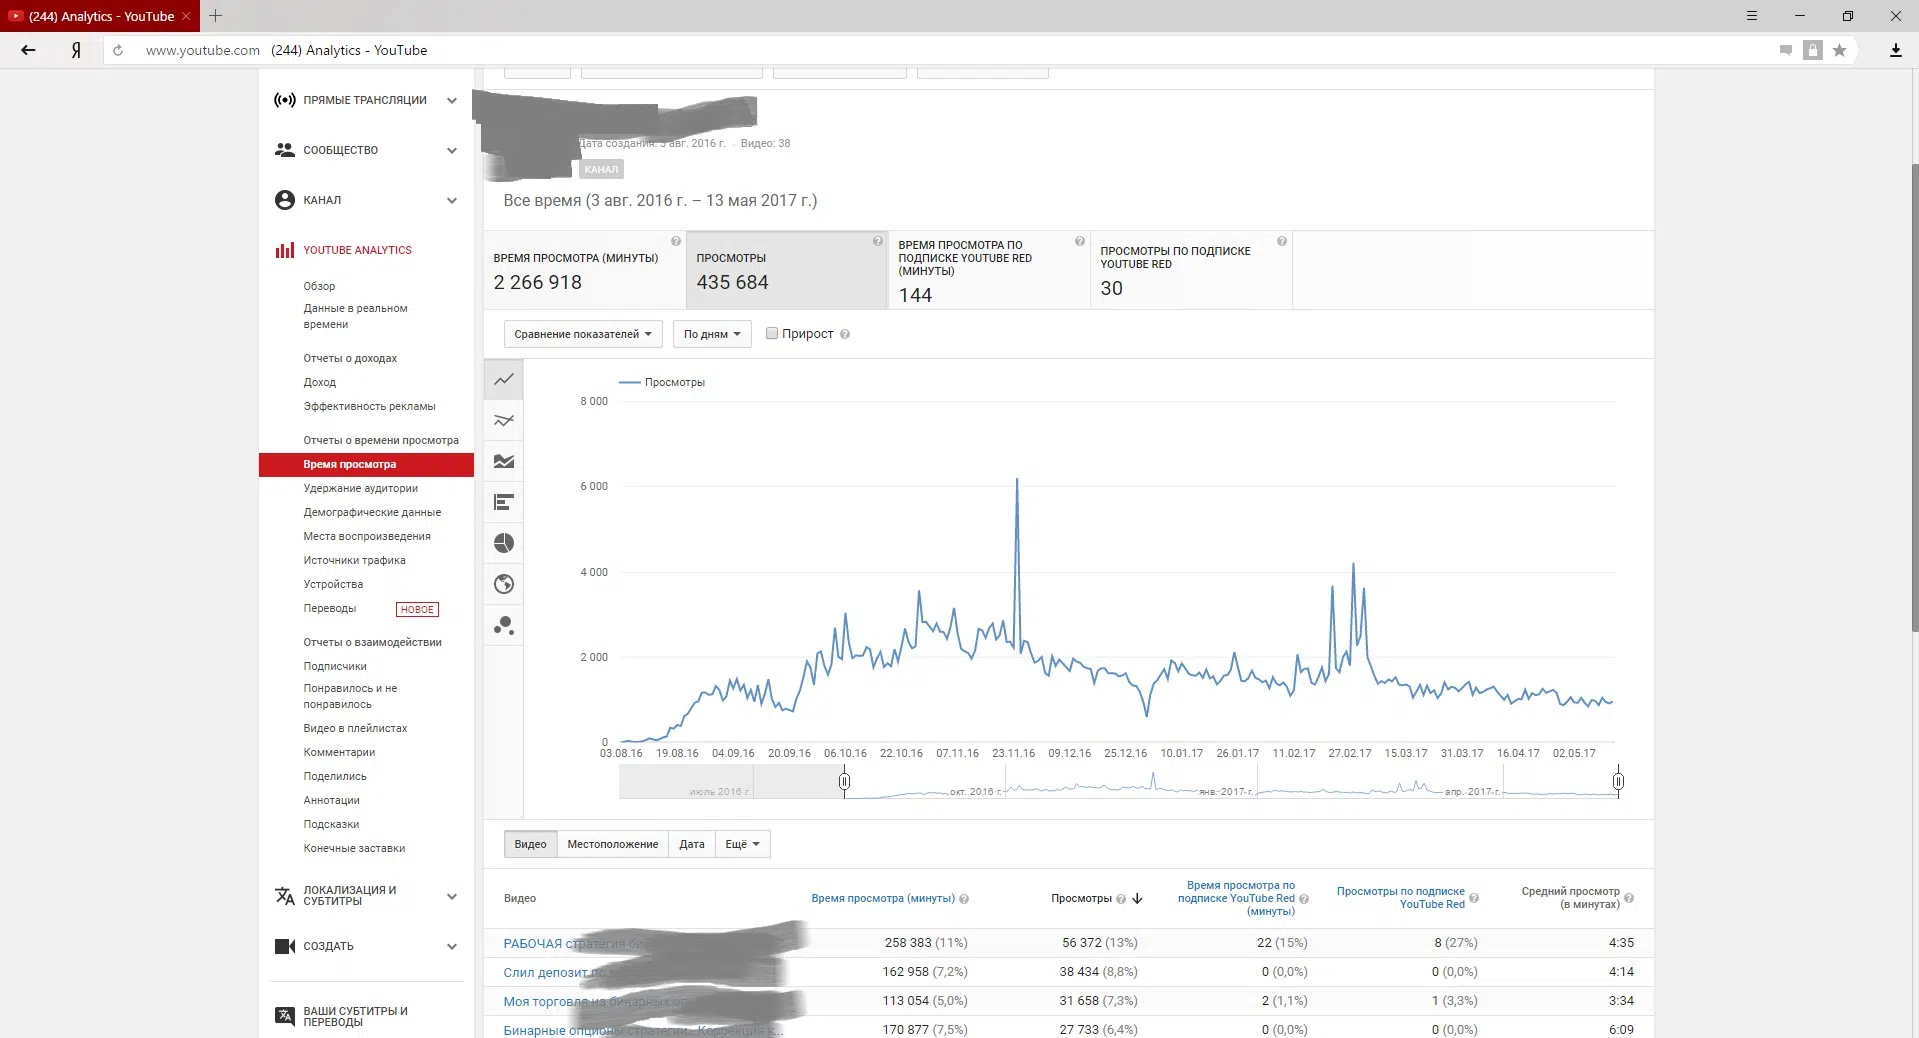 (244) Analytics - YouTube
www.youtube.com (244) Analytics - YouTube
ПРЯМЫЕ ТРАНСЛЯЦИИ
СООБЩЕСТВО
КАНАЛ
YOUTUBE ANALYTICS
Обзор
Данные в реальном
времени
Отчеты о доходах
Доход
Эффективность рекламы
Отчеты о времени просмотра
Время просмотра
Удержание аудитории
Демографические данные
Места воспроизведения
Источники трафика
Устройства
Переводы НОВОЕ
Отчеты о взаимодействии
Подписчики
Понравилось и не
понравилось
Видео в плейлистах
Комментарии
Поделились
Аннотации
Подсказки
Конечные заставки
ЛОКАЛИЗАЦИЯ И
СУБТИТРЫ
СОЗДАТЬ
ВАШИ СУБТИТРЫ И
ПЕРЕВОДЫ
Дата создания: 3 авг. 2016 г. Видео: 38
КАНАЛ
Все время (3 авг. 2016 г. – 13 мая 2017 г.)
ВРЕМЯ ПРОСМОТРА (МИНУТЫ)
2 266 918
ПРОСМОТРЫ
435 684
ВРЕМЯ ПРОСМОТРА ПО
ПОДПИСКЕ YOUTUBE RED
(МИНУТЫ)
144
ПРОСМОТРЫ ПО ПОДПИСКЕ
YOUTUBE RED
30
Сравнение показателей По дням Прирост
Просмотры
8 000
6 000
4 000
2 000
0
03.08.16 19.08.16 04.09.16 20.09.16 06.10.16 22.10.16 07.11.16 23.11.16 09.12.16 25.12.16 10.01.17 26.01.17 11.02.17 27.02.17 15.03.17 31.03.17 16.04.17 02.05.17
июль 2016 г. окт. 2016 г. янв. 2017 г. апр. 2017 г.
Видео Местоположение Дата Ещё
Видео
Время просмотра (минуты)
Просмотры
Время просмотра по
подписке YouTube Red
(минуты)
Просмотры по подписке
YouTube Red
Средний просмотр
(в минутах)
РАБОЧАЯ стратегия 258 383 (11%) 56 372 (13%) 22 (15%) 8 (27%) 4:35
Слил депозит 162 958 (7,2%) 38 434 (8,8%) 0 (0,0%) 0 (0,0%) 4:14
Моя торговля на бинарных 113 054 (5,0%) 31 658 (7,3%) 2 (1,1%) 1 (3,3%) 3:34
Бинарные опционы стратегии - Коррекция к... 170 877 (7,5%) 27 733 (6,4%) 0 (0,0%) 0 (0,0%) 6:09